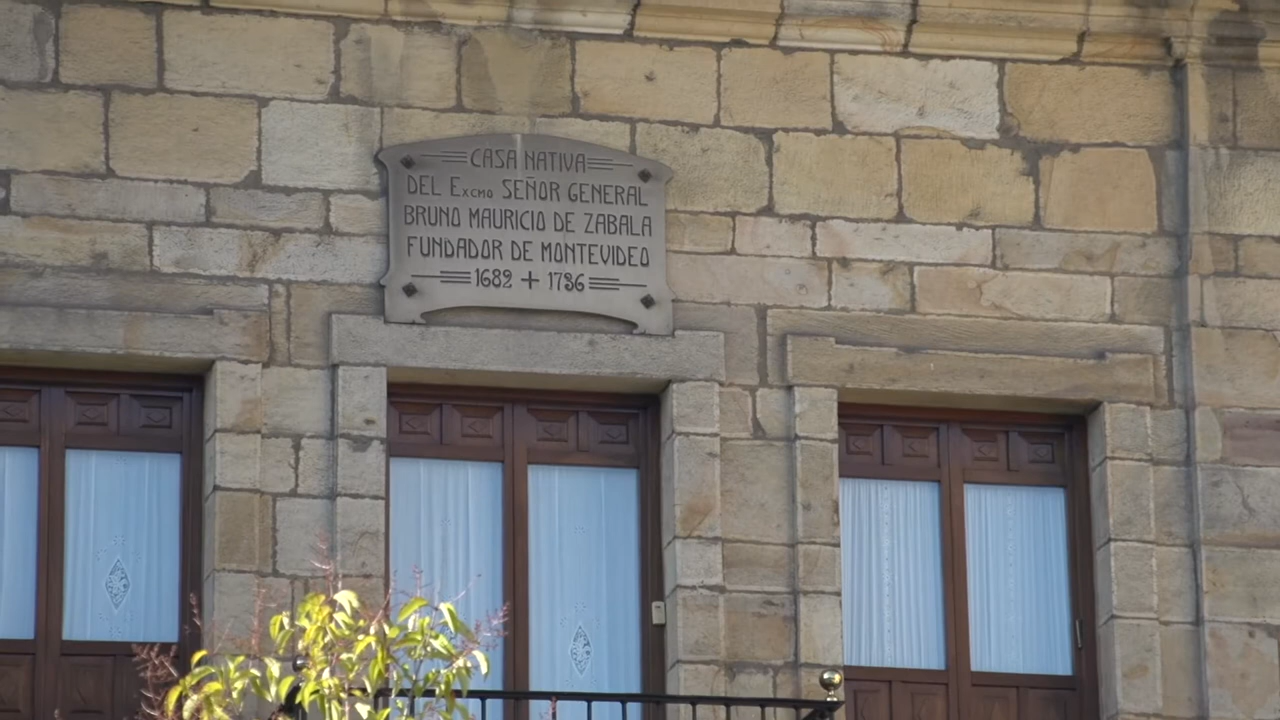 CASA NATIVA
DEL Excmo SEÑOR GENERAL
BRUNO MAURICIO DE ZABALA
FUNDADOR DE MONTEVIDEO
1682 + 1736